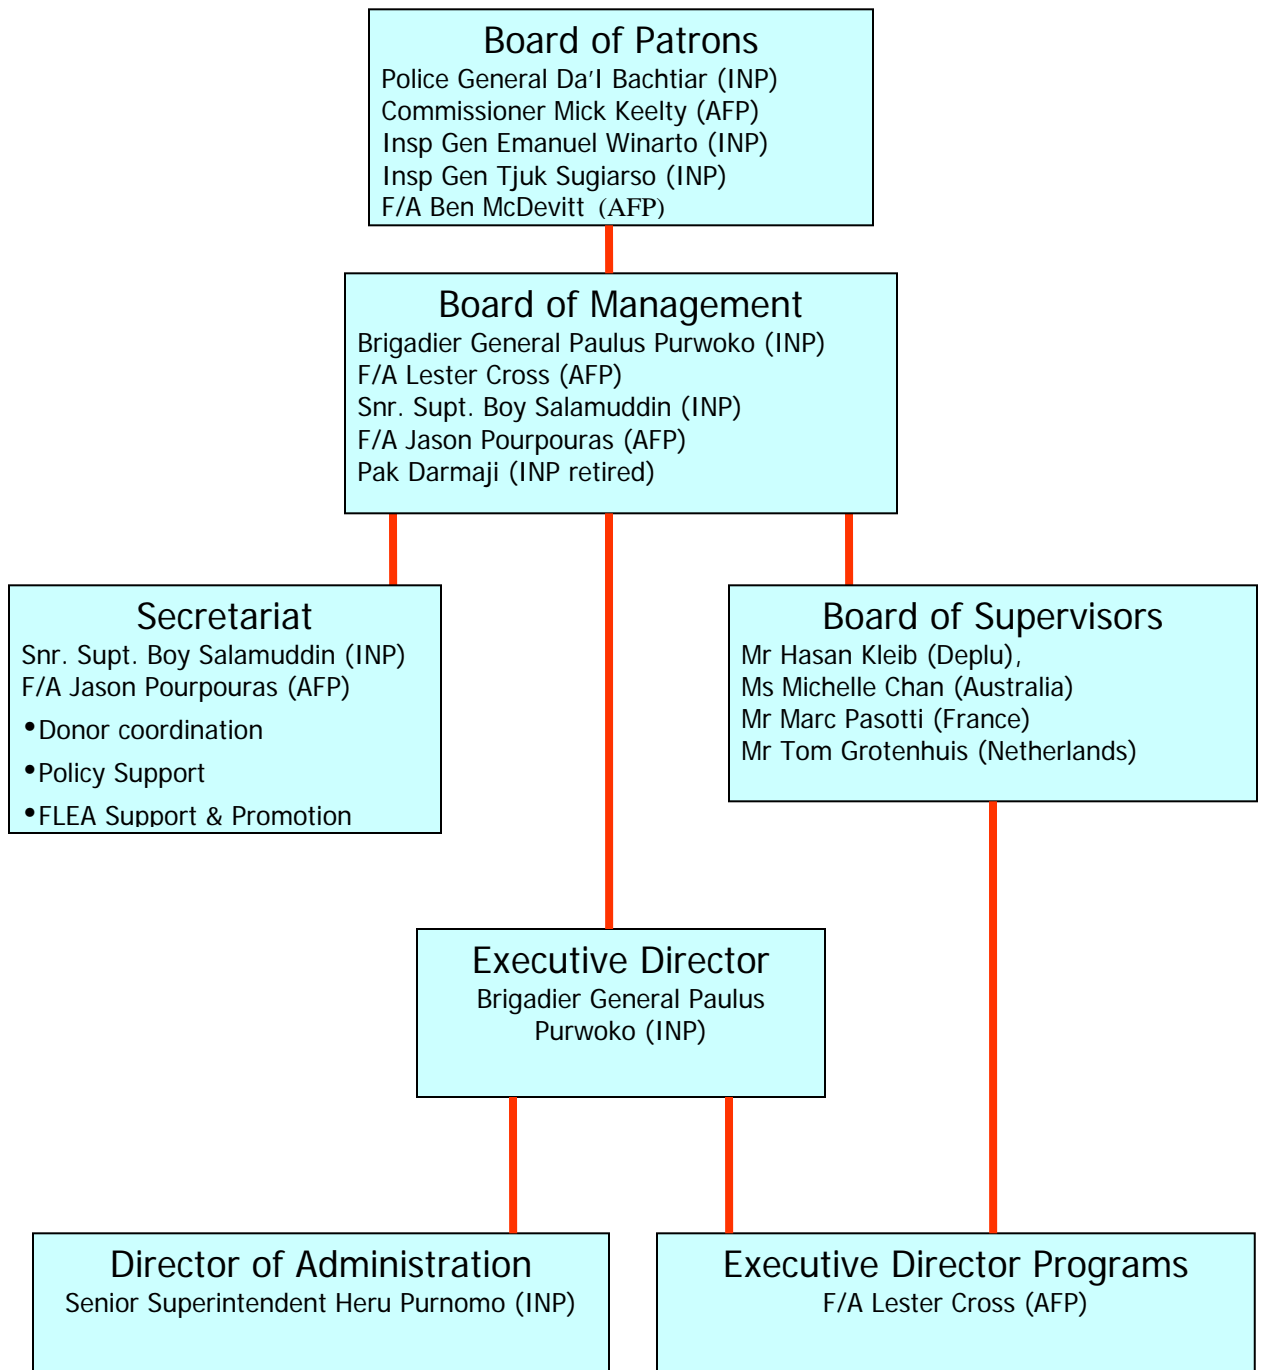 Board of Patrons
Police General Da'I Bachtiar (INP)
Commissioner Mick Keelty (AFP)
Insp Gen Emanuel Winarto (INP)
Insp Gen Tjuk Sugiarso (INP)
F/A Ben McDevitt (AFP)
Board of Management
Brigadier General Paulus Purwoko (INP)
F/A Lester Cross (AFP)
Snr. Supt. Boy Salamuddin (INP)
F/A Jason Pourpouras (AFP)
Pak Darmaji (INP retired)
Secretariat
Snr. Supt. Boy Salamuddin (INP)
F/A Jason Pourpouras (AFP)
•Donor coordination
•Policy Support
•FLEA Support & Promotion
Board of Supervisors
Mr Hasan Kleib (Deplu),
Ms Michelle Chan (Australia)
Mr Marc Pasotti (France)
Mr Tom Grotenhuis (Netherlands)
Executive Director
Brigadier General Paulus
Purwoko (INP)
Director of Administration
Senior Superintendent Heru Purnomo (INP)
Executive Director Programs
F/A Lester Cross (AFP)